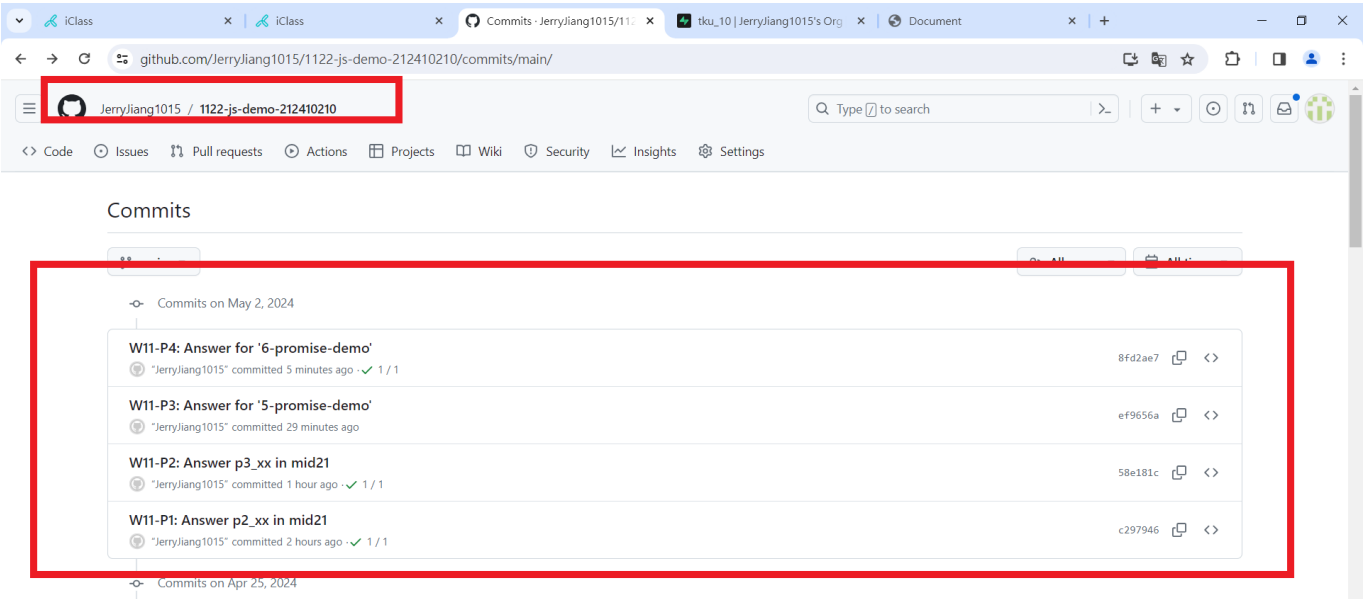 iClass
iClass
Commits · JerryJiang1015/112
tku_10 | JerryJiang1015's Org
Document
github.com/JerryJiang1015/1122-js-demo-212410210/commits/main/
JerryJiang1015 / 1122-js-demo-212410210
Type / to search
Code
Issues
Pull requests
Actions
Projects
Wiki
Security
Insights
Settings
Commits
All
Commits on May 2, 2024
W11-P4: Answer for '6-promise-demo'
"JerryJiang1015" committed 5 minutes ago · 1 / 1
8fd2ae7
W11-P3: Answer for '5-promise-demo'
"JerryJiang1015" committed 29 minutes ago
ef9656a
W11-P2: Answer p3_xx in mid21
"JerryJiang1015" committed 1 hour ago · 1 / 1
58e181c
W11-P1: Answer p2_xx in mid21
"JerryJiang1015" committed 2 hours ago · 1 / 1
c297946
Commits on Apr 25, 2024